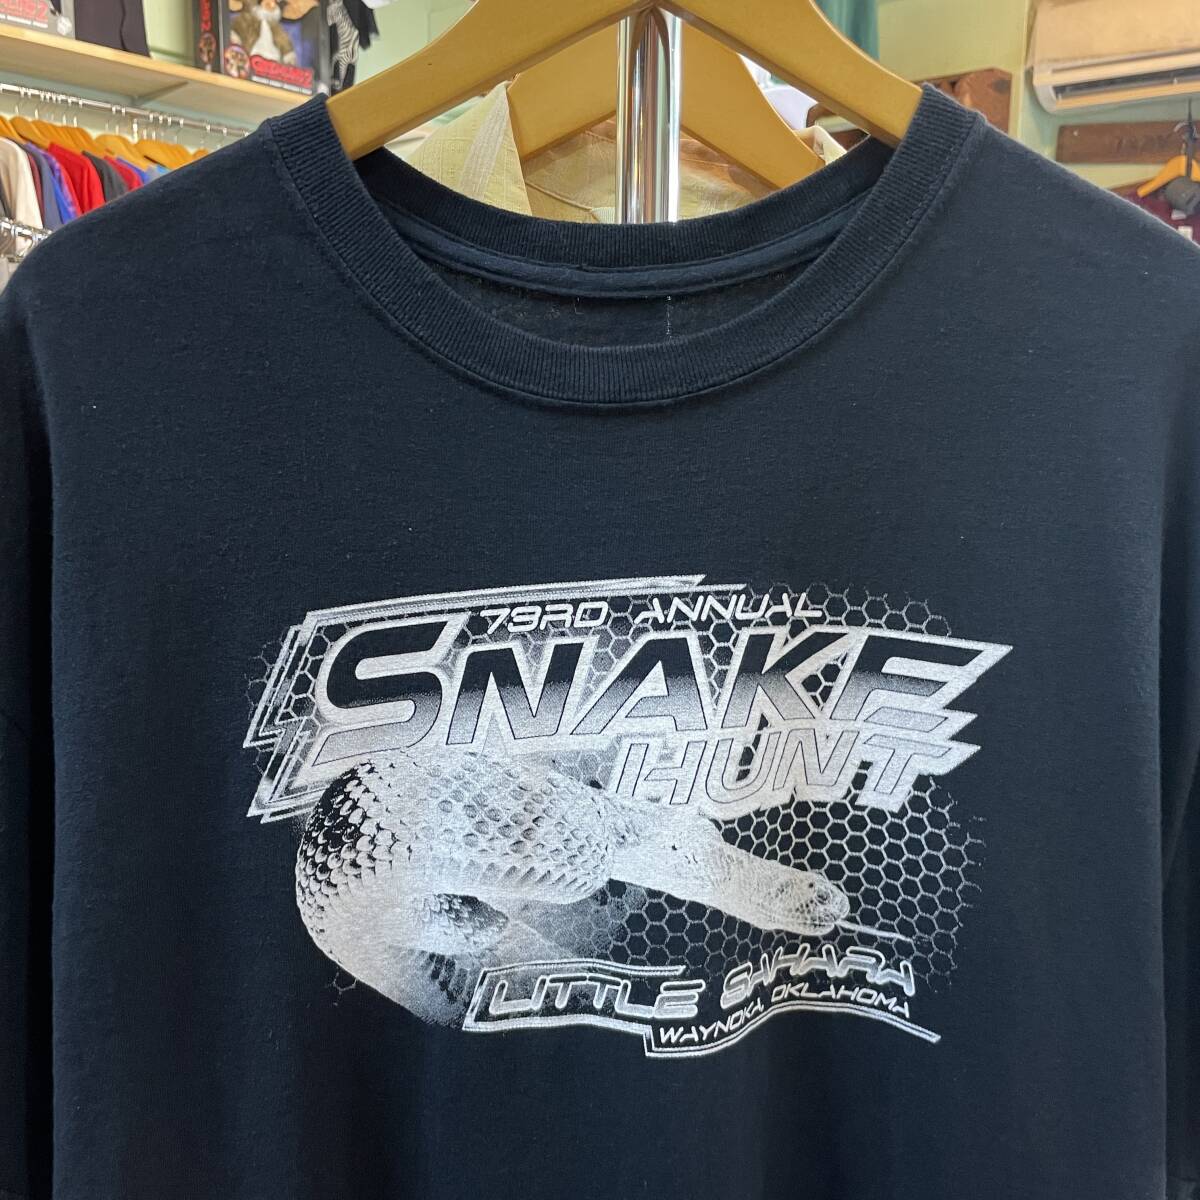 73RD ANNUAL
SNAKE
HUNT
LITTLE SAHARA
WAYNOKA, OKLAHOMA